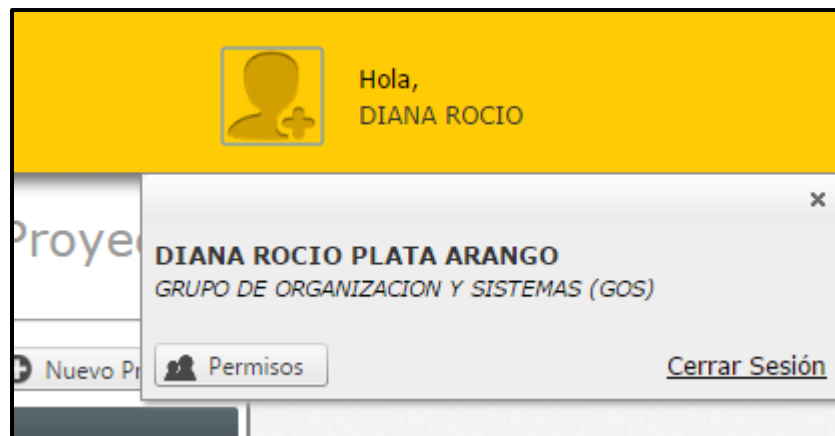 Hola,
DIANA ROCIO
DIANA ROCIO PLATA ARANGO
GRUPO DE ORGANIZACION Y SISTEMAS (GOS)
Permisos
Cerrar Sesión
Proye
Nuevo Pr